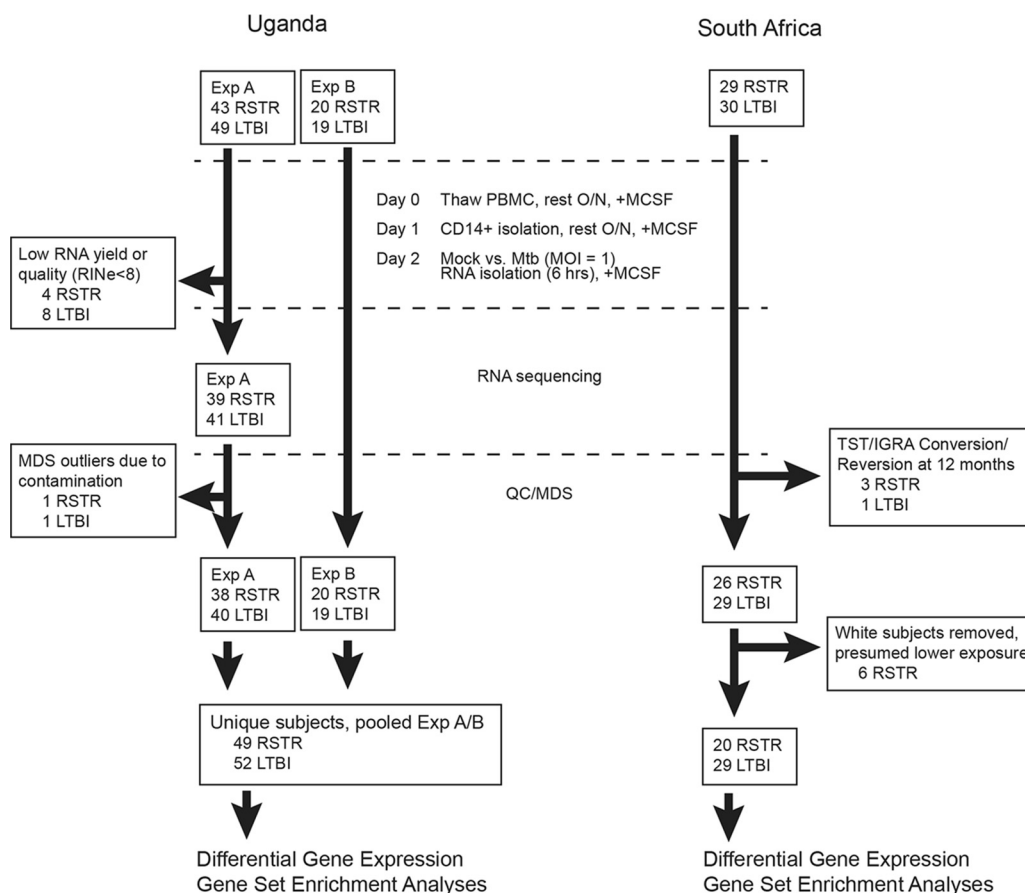 Uganda
South Africa
Exp A
43 RSTR
49 LTBI
Exp B
20 RSTR
19 LTBI
29 RSTR
30 LTBI
Day 0 Thaw PBMC, rest O/N, +MCSF
Day 1 CD14+ isolation, rest O/N, +MCSF
Day 2 Mock vs. Mtb (MOI = 1)
RNA isolation (6 hrs), +MCSF
Low RNA yield or
quality (RINe<8)
4 RSTR
8 LTBI
Exp A
39 RSTR
41 LTBI
RNA sequencing
MDS outliers due to
contamination
1 RSTR
1 LTBI
QC/MDS
TST/IGRA Conversion/
Reversion at 12 months
3 RSTR
1 LTBI
Exp A
38 RSTR
40 LTBI
Exp B
20 RSTR
19 LTBI
26 RSTR
29 LTBI
White subjects removed,
presumed lower exposure
6 RSTR
Unique subjects, pooled Exp A/B
49 RSTR
52 LTBI
20 RSTR
29 LTBI
Differential Gene Expression
Gene Set Enrichment Analyses
Differential Gene Expression
Gene Set Enrichment Analyses